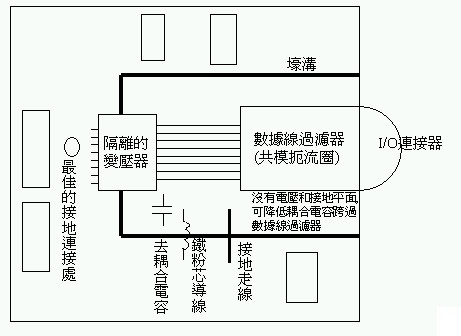 壕溝
隔離的
變壓器
數據線過濾器
(共模扼流圈)
I/O連接器
最佳的接地連接處
沒有電壓和接地平面,
可降低耦合電容跨過
數據線過濾器
去耦合電容
鐵粉芯導線
接地走線